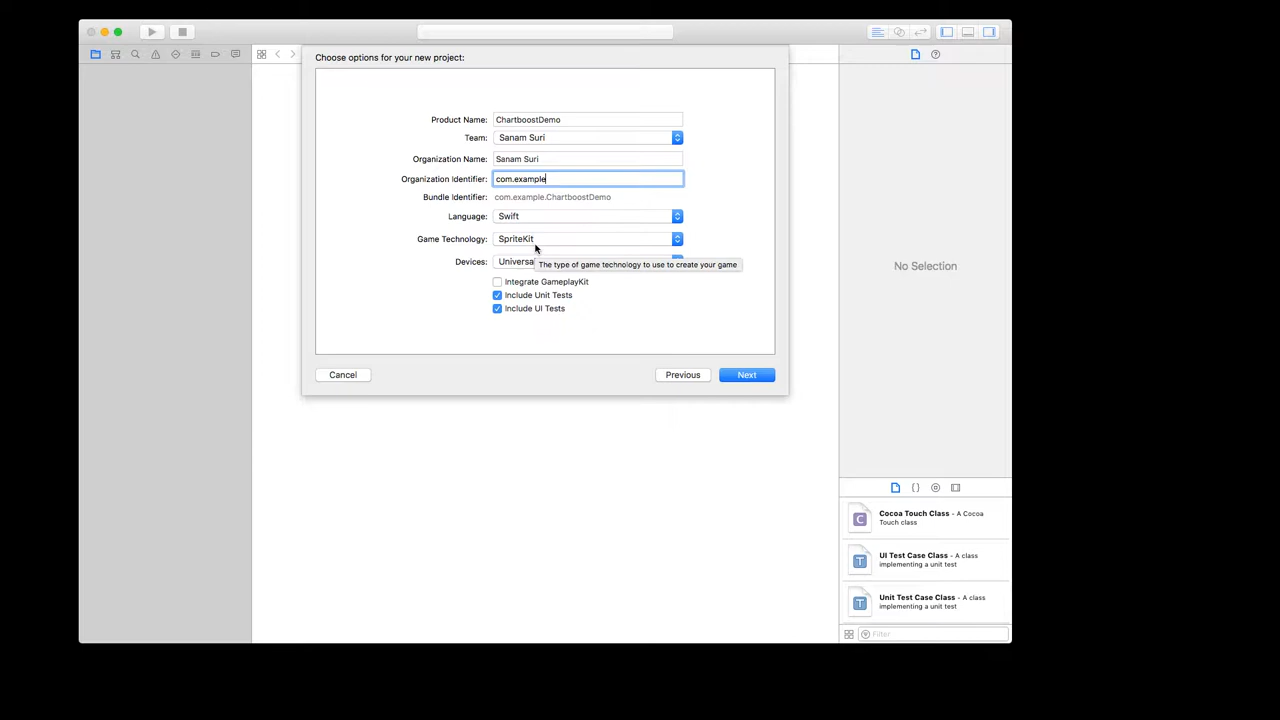 Choose options for your new project:
Product Name: ChartboostDemo
Team: Sanam Suri
Organization Name: Sanam Suri
Organization Identifier: com.example
Bundle Identifier: com.example.ChartboostDemo
Language: Swift
Game Technology: SpriteKit
Devices: Universa
The type of game technology to use to create your game
Integrate GameplayKit
Include Unit Tests
Include UI Tests
Cancel
Previous
Next
No Selection
{}
C
Cocoa Touch Class - A Cocoa
Touch class
T
UI Test Case Class - A class
implementing a unit test
T
Unit Test Case Class - A class
implementing a unit test
Filter